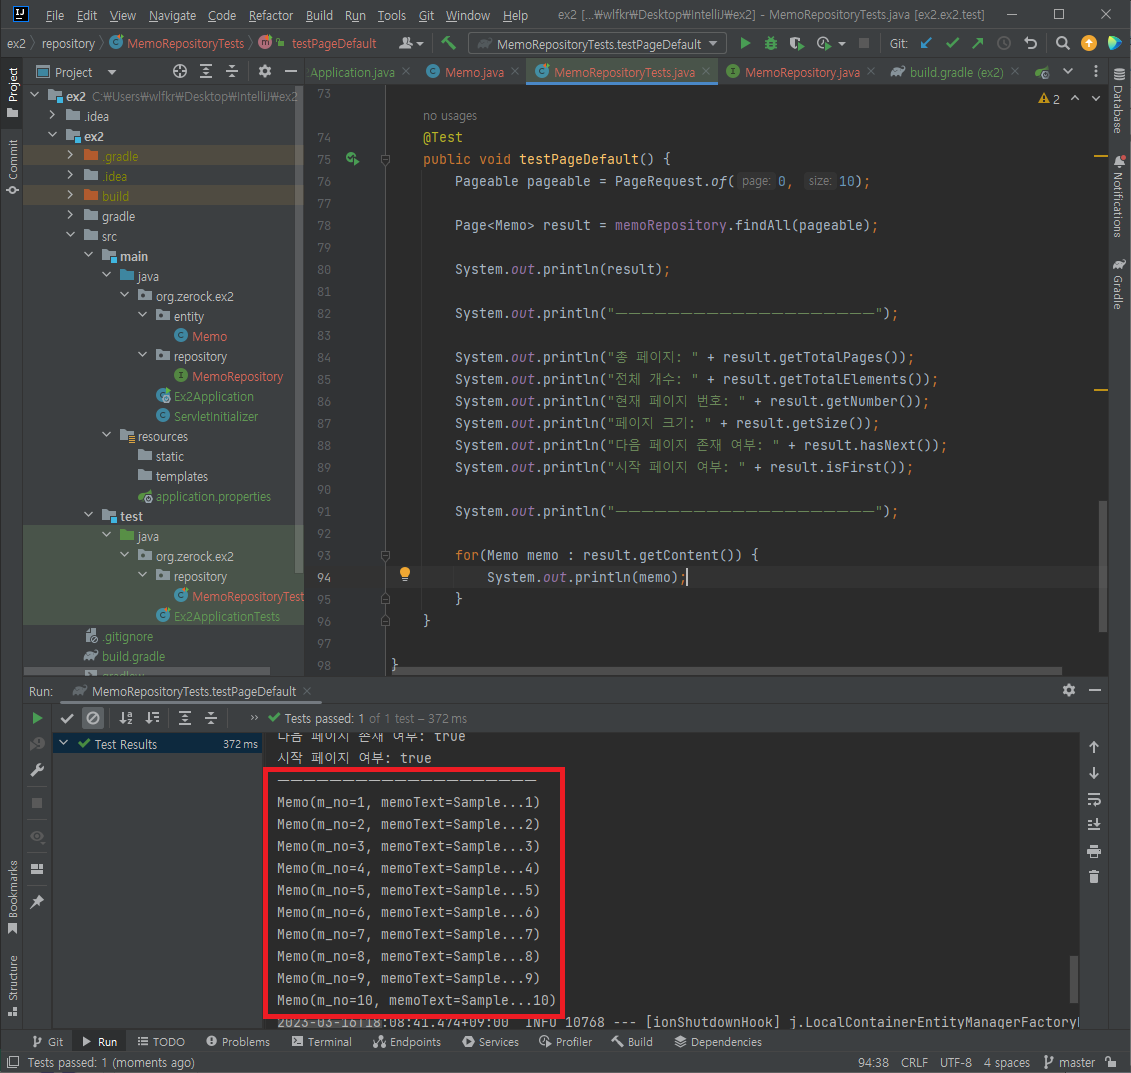 File Edit View Navigate Code Refactor Build Run Tools Git Window Help ex2 [...₩wlfkr₩Desktop₩IntelliJ₩ex2] - MemoRepositoryTests.java [ex2.ex2.test]
ex2 repository MemoRepositoryTests testPageDefault MemoRepositoryTests.testPageDefault Git:
Project Application.java Memo.java MemoRepositoryTests.java MemoRepository.java build.gradle (ex2)
Project
Commit
Bookmarks
Structure
ex2 C:₩Users₩wlfkr₩Desktop₩IntelliJ₩ex2
.idea
ex2
.gradle
.idea
build
gradle
src
main
java
org.zerock.ex2
entity
Memo
repository
MemoRepository
Ex2Application
ServletInitializer
resources
static
templates
application.properties
test
java
org.zerock.ex2
repository
MemoRepositoryTest
Ex2ApplicationTests
.gitignore
build.gradle
gradlew
2
73
no usages
74 @Test
75 public void testPageDefault() {
76 Pageable pageable = PageRequest.of( page: 0, size: 10);
77
78 Page<Memo> result = memoRepository.findAll(pageable);
79
80 System.out.println(result);
81
82 System.out.println("————————————————————");
83
84 System.out.println("총 페이지: " + result.getTotalPages());
85 System.out.println("전체 개수: " + result.getTotalElements());
86 System.out.println("현재 페이지 번호: " + result.getNumber());
87 System.out.println("페이지 크기: " + result.getSize());
88 System.out.println("다음 페이지 존재 여부: " + result.hasNext());
89 System.out.println("시작 페이지 여부: " + result.isFirst());
90
91 System.out.println("————————————————————");
92
93 for(Memo memo : result.getContent()) {
94 System.out.println(memo);
95 }
96 }
97
98 }
Database
Notifications
Gradle
Run: MemoRepositoryTests.testPageDefault
Tests passed: 1 of 1 test – 372 ms
Test Results 372 ms
다음 페이지 존재 여부: true
시작 페이지 여부: true
————————————————————
Memo(m_no=1, memoText=Sample...1)
Memo(m_no=2, memoText=Sample...2)
Memo(m_no=3, memoText=Sample...3)
Memo(m_no=4, memoText=Sample...4)
Memo(m_no=5, memoText=Sample...5)
Memo(m_no=6, memoText=Sample...6)
Memo(m_no=7, memoText=Sample...7)
Memo(m_no=8, memoText=Sample...8)
Memo(m_no=9, memoText=Sample...9)
Memo(m_no=10, memoText=Sample...10)
2023-03-16T18:08:41.474+09:00 INFO 10768 --- [ionShutdownHook] j.LocalContainerEntityManagerFactory
Git Run TODO Problems Terminal Endpoints Services Profiler Build Dependencies
Tests passed: 1 (moments ago) 94:38 CRLF UTF-8 4 spaces master